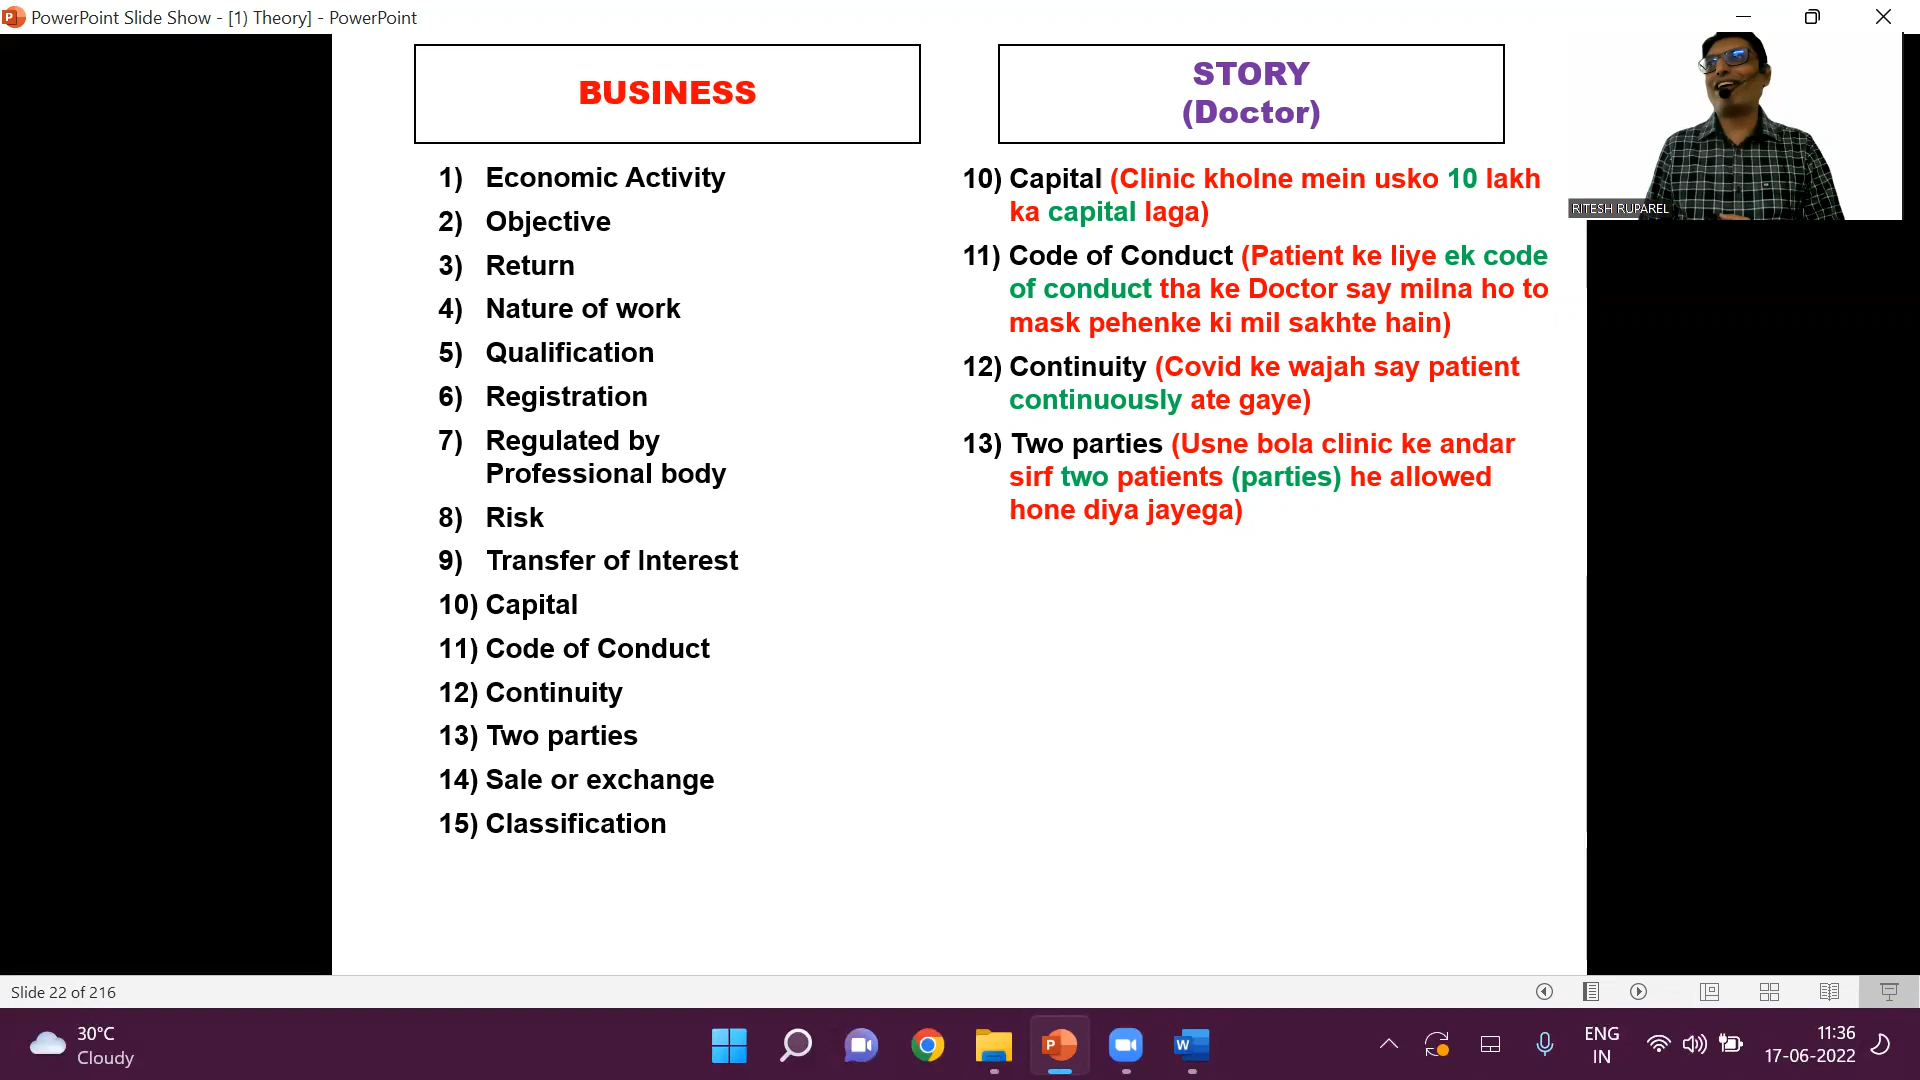 PowerPoint Slide Show - [1) Theory] - PowerPoint
BUSINESS
1) Economic Activity
2) Objective
3) Return
4) Nature of work
5) Qualification
6) Registration
7) Regulated by
Professional body
8) Risk
9) Transfer of Interest
10) Capital
11) Code of Conduct
12) Continuity
13) Two parties
14) Sale or exchange
15) Classification
STORY
(Doctor)
10) Capital (Clinic kholne mein usko 10 lakh
ka capital laga)
11) Code of Conduct (Patient ke liye ek code
of conduct tha ke Doctor say milna ho to
mask pehenke ki mil sakhte hain)
12) Continuity (Covid ke wajah say patient
continuously ate gaye)
13) Two parties (Usne bola clinic ke andar
sirf two patients (parties) he allowed
hone diya jayega)
RITESH RUPAREL
Slide 22 of 216
30°C
Cloudy
ENG
IN
11:36
17-06-2022